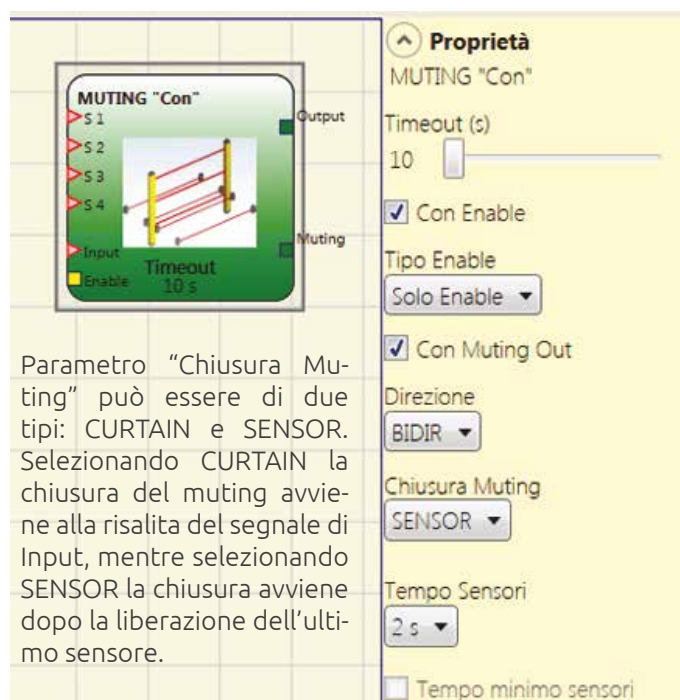 MUTING "Con"
S 1
S 2
S 3
S 4
Input
Enable
Output
Muting
Timeout
10 s
Parametro “Chiusura Mu-
ting” può essere di due
tipi: CURTAIN e SENSOR.
Selezionando CURTAIN la
chiusura del muting avvie-
ne alla risalita del segnale di
Input, mentre selezionando
SENSOR la chiusura avviene
dopo la liberazione dell’ulti-
mo sensore.
Proprietà
MUTING "Con"
Timeout (s)
10
Con Enable
Tipo Enable
Solo Enable
Con Muting Out
Direzione
BIDIR
Chiusura Muting
SENSOR
Tempo Sensori
2 s
Tempo minimo sensori